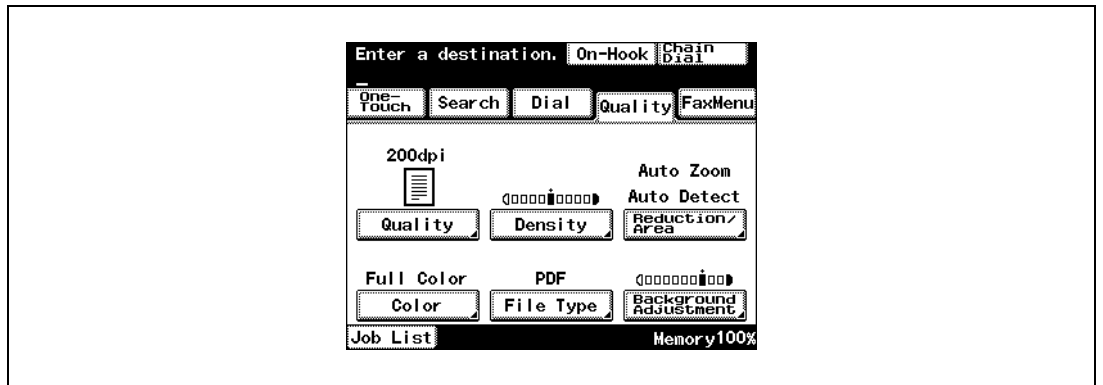 Enter a destination. On-Hook Chain Dial
One-Touch Search Dial Quality FaxMenu
200dpi
Auto Zoom
Auto Detect
Quality Density Reduction/Area
Full Color PDF
Color File Type Background Adjustment
Job List Memory100%